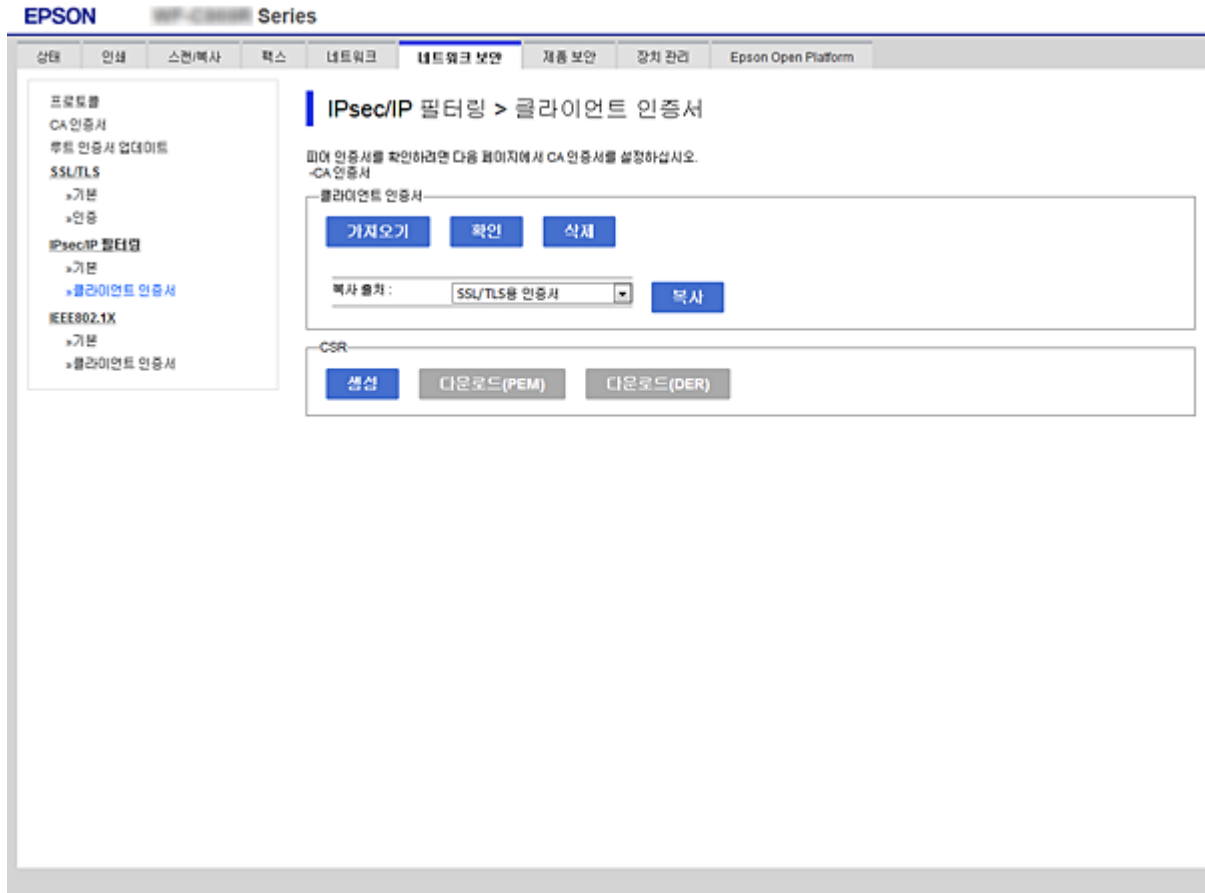 EPSON Series
상태 인쇄 스캔/복사 팩스 네트워크 네트워크 보안 제품 보안 장치 관리 Epson Open Platform
프로토콜
CA 인증서
루트 인증서 업데이트
SSL/TLS
»기본
»인증
IPsec/IP 필터링
»기본
»클라이언트 인증서
IEEE802.1X
»기본
»클라이언트 인증서
IPsec/IP 필터링 > 클라이언트 인증서
피어 인증서를 확인하려면 다음 페이지에서 CA 인증서를 설정하십시오.
-CA 인증서
클라이언트 인증서
가져오기 확인 삭제
복사 출처 : SSL/TLS용 인증서 복사
CSR
생성 다운로드(PEM) 다운로드(DER)